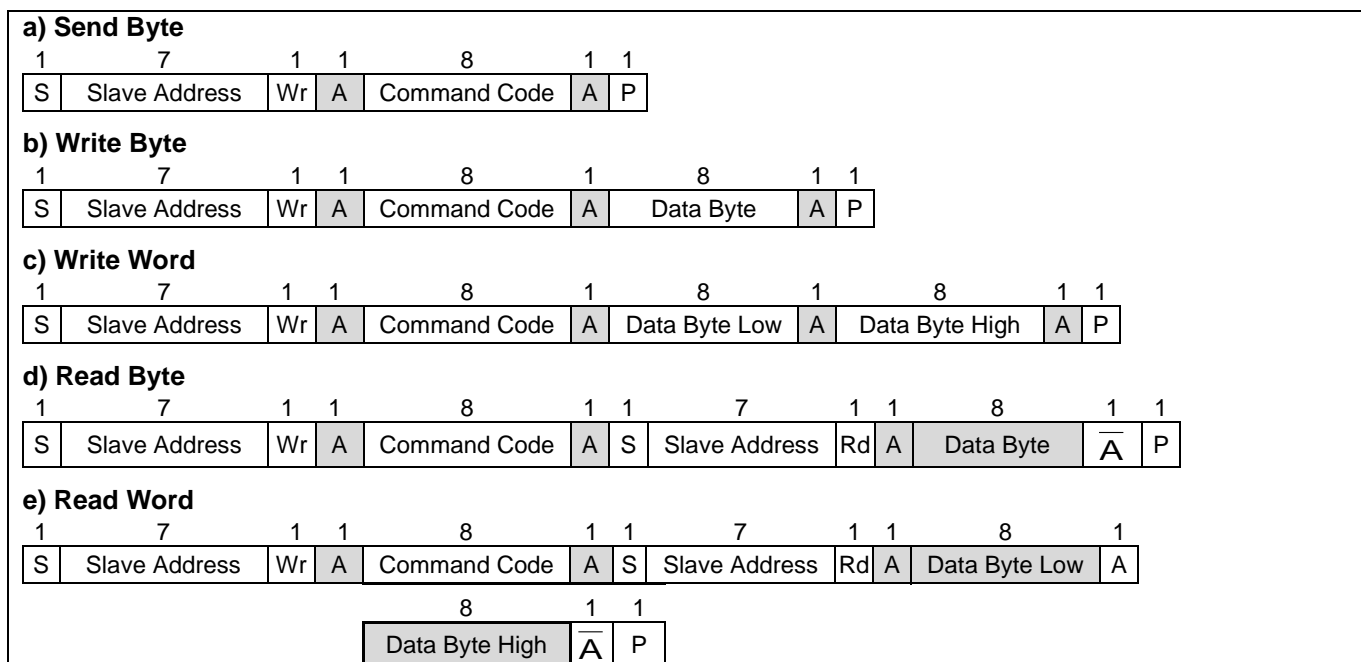 a) Send Byte
1 7 1 1 8 1 1
S Slave Address Wr A Command Code A P
b) Write Byte
1 7 1 1 8 1 8 1 1
S Slave Address Wr A Command Code A Data Byte A P
c) Write Word
1 7 1 1 8 1 8 1 8 1 1
S Slave Address Wr A Command Code A Data Byte Low A Data Byte High A P
d) Read Byte
1 7 1 1 8 1 1 7 1 1 8 1 1
S Slave Address Wr A Command Code A S Slave Address Rd A Data Byte A̅ P
e) Read Word
1 7 1 1 8 1 1 7 1 1 8 1
S Slave Address Wr A Command Code A S Slave Address Rd A Data Byte Low A
8 1 1
Data Byte High A̅ P